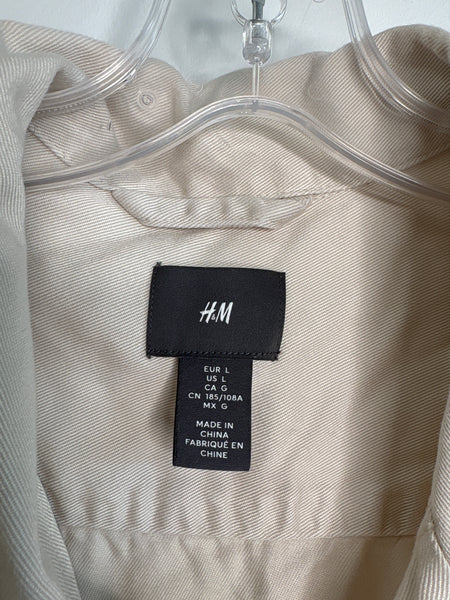 H&M
EUR L
US L
CA G
CN 185/108A
MX G
MADE IN
CHINA
FABRIQUÉ EN
CHINE